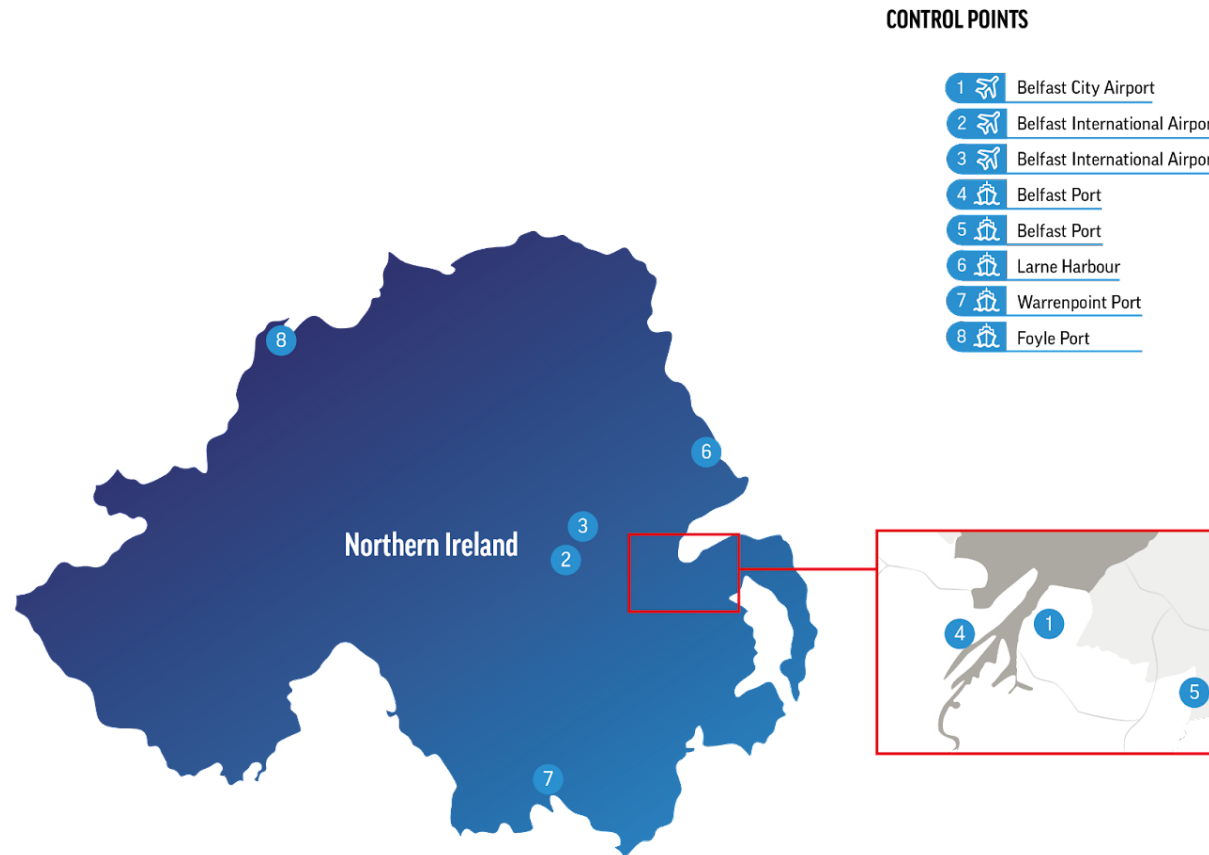 CONTROL POINTS
1 Belfast City Airport
2 Belfast International Airpor
3 Belfast International Airpor
4 Belfast Port
5 Belfast Port
6 Larne Harbour
7 Warrenpoint Port
8 Foyle Port
8
6
3
Northern Ireland
2
1
4
5
7